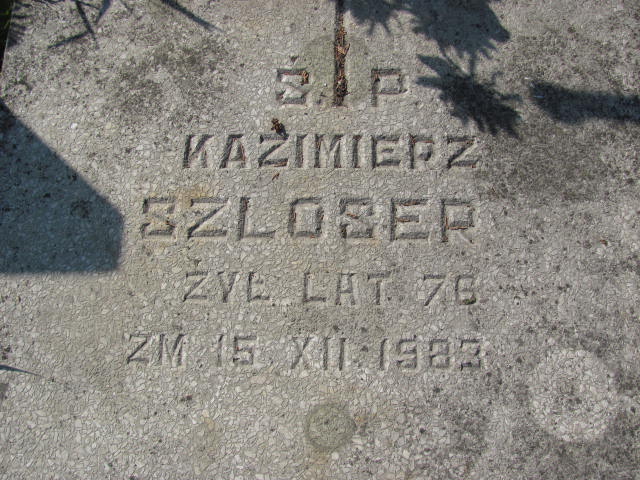 Ś P
KAZIMIERZ
SZLOSER
ŻYŁ LAT 76
ZM 15 XII 1983